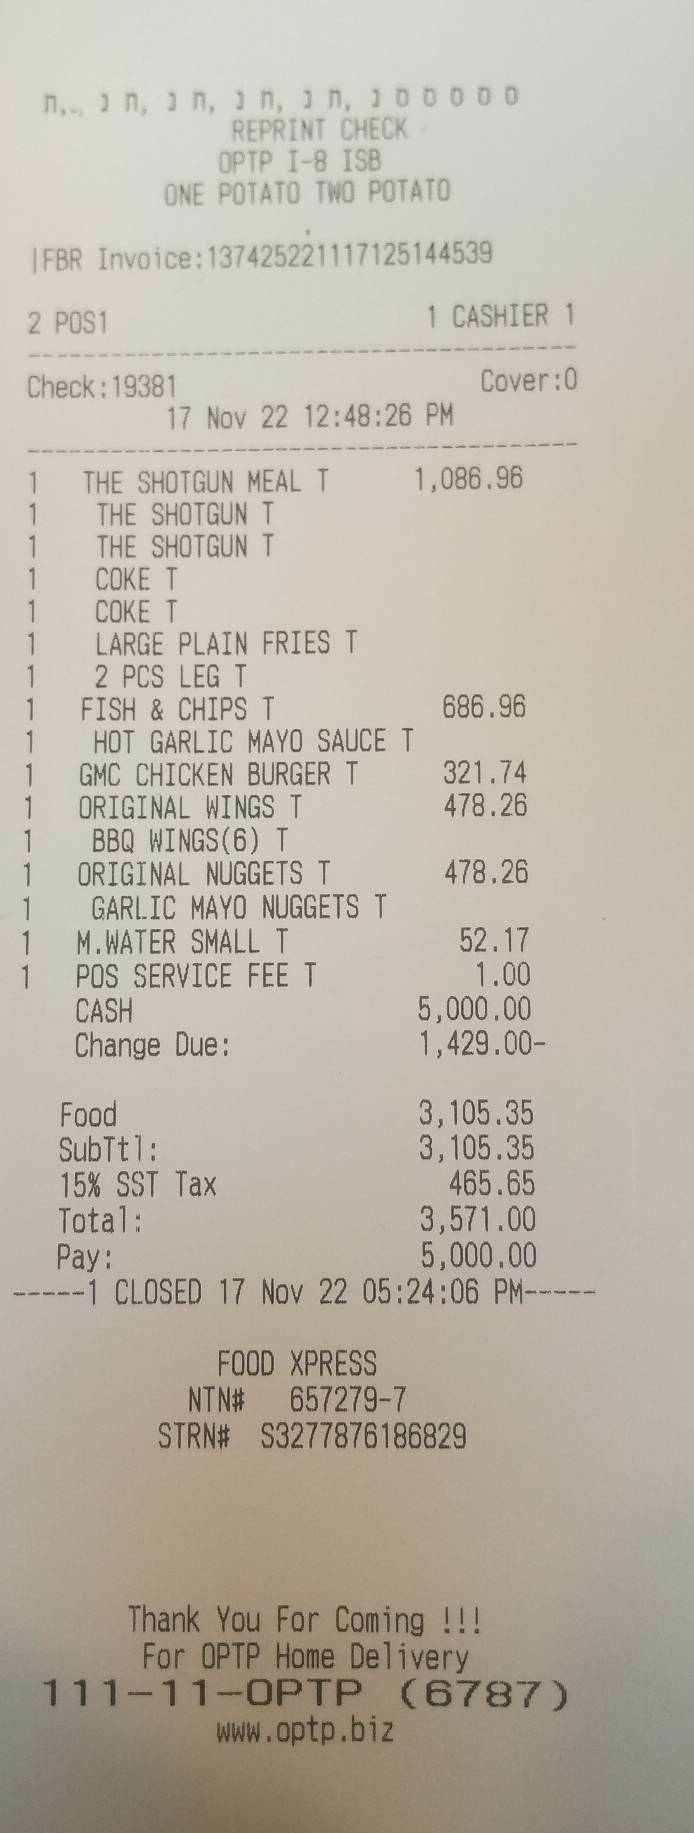 REPRINT CHECK
OPTP I-8 ISB
ONE POTATO TWO POTATO
|FBR Invoice:137425221117125144539
2 POS1 1 CASHIER 1
----------------------------------------
Check:19381 Cover:0
17 Nov 22 12:48:26 PM
----------------------------------------
1 THE SHOTGUN MEAL T 1,086.96
1 THE SHOTGUN T
1 THE SHOTGUN T
1 COKE T
1 COKE T
1 LARGE PLAIN FRIES T
1 2 PCS LEG T
1 FISH & CHIPS T 686.96
1 HOT GARLIC MAYO SAUCE T
1 GMC CHICKEN BURGER T 321.74
1 ORIGINAL WINGS T 478.26
1 BBQ WINGS(6) T
1 ORIGINAL NUGGETS T 478.26
1 GARLIC MAYO NUGGETS T
1 M.WATER SMALL T 52.17
1 POS SERVICE FEE T 1.00
CASH 5,000.00
Change Due: 1,429.00-
Food 3,105.35
SubTtl: 3,105.35
15% SST Tax 465.65
Total: 3,571.00
Pay: 5,000.00
-----1 CLOSED 17 Nov 22 05:24:06 PM-----
FOOD XPRESS
NTN# 657279-7
STRN# S3277876186829
Thank You For Coming !!!
For OPTP Home Delivery
111-11-OPTP (6787)
www.optp.biz